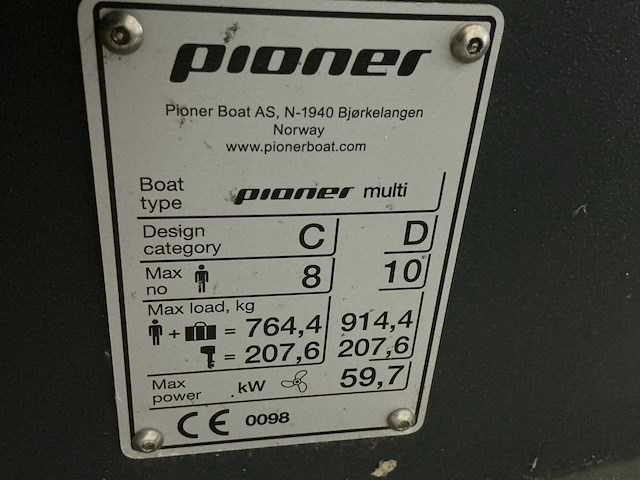 pioner
Pioner Boat AS, N-1940 Bjørkelangen
Norway
www.pionerboat.com
Boat type pioner multi
Design category C D
Max no 8 10
Max load, kg
+ = 764,4 914,4
= 207,6 207,6
Max power kW 59,7
CE 0098